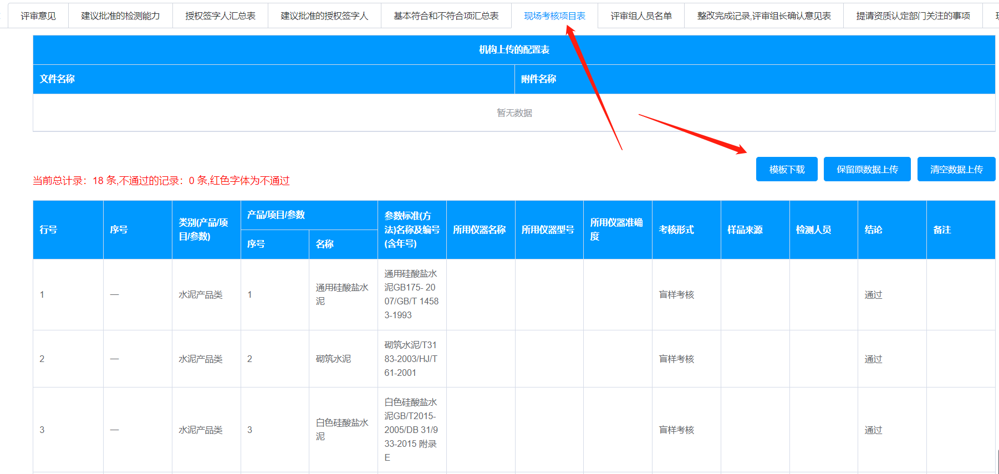 评审意见
建议批准的检测能力
授权签字人汇总表
建议批准的授权签字人
基本符合和不符合项汇总表
现场考核项目表
评审组人员名单
整改完成记录,评审组长确认意见表
提请资质认定部门关注的事项
机构上传的配置表
文件名称
附件名称
暂无数据
模板下载
保留原数据上传
清空数据上传
当前总计录：18 条,不通过的记录：0 条,红色字体为不通过
行号
序号
类别(产品/项
目/参数)
产品/项目/参数
序号
名称
参数标准(方
法)名称及编号
(含年号)
所用仪器名称
所用仪器型号
所用仪器准确
度
考核形式
样品来源
检测人员
结论
备注
1
—
水泥产品类
1
通用硅酸盐水
泥
通用硅酸盐水
泥GB175- 20
07/GB/T 1458
3-1993
盲样考核
通过
2
—
水泥产品类
2
砌筑水泥
砌筑水泥/T31
83-2003/HJ/T
61-2001
盲样考核
通过
3
—
水泥产品类
3
白色硅酸盐水
泥
白色硅酸盐水
泥GB/T2015-
2005/DB 31/9
33-2015 附录
E
盲样考核
通过